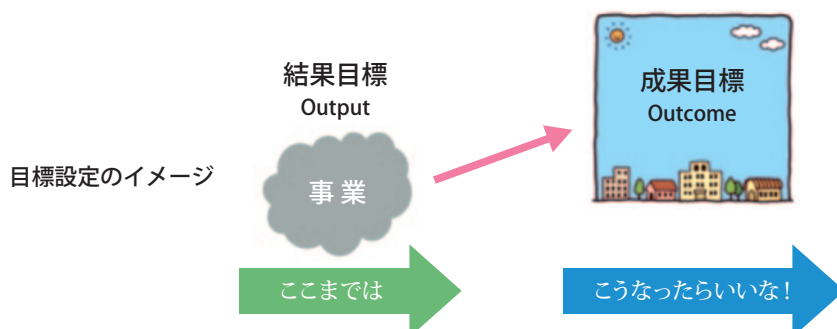 目標設定のイメージ
結果目標
Output
事業
ここまでは
成果目標
Outcome
こうなったらいいな！